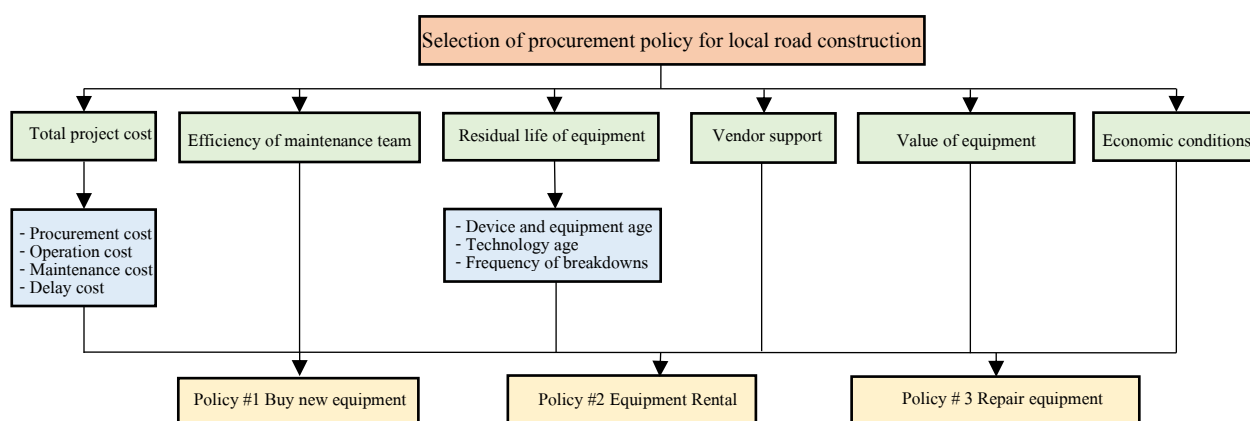 Selection of procurement policy for local road construction
Total project cost
Efficiency of maintenance team
Residual life of equipment
Vendor support
Value of equipment
Economic conditions
- Procurement cost
- Operation cost
- Maintenance cost
- Delay cost
- Device and equipment age
- Technology age
- Frequency of breakdowns
Policy #1 Buy new equipment
Policy #2 Equipment Rental
Policy # 3 Repair equipment